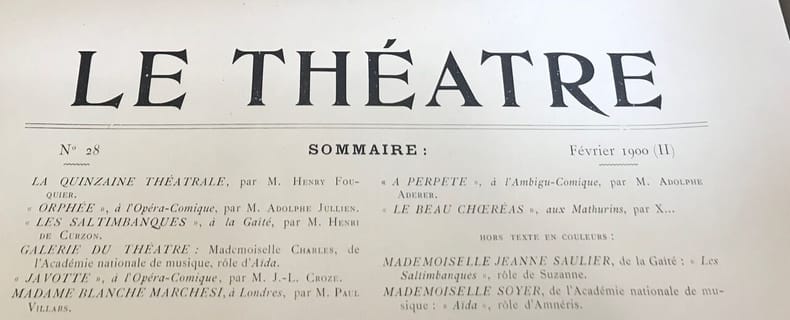 LE THÉATRE
Nº 28
SOMMAIRE :
Février 1900 (II)
LA QUINZAINE THÉATRALE, par M. HENRY FOU-
QUIER.
« ORPHÉE », à l'Opéra-Comique, par M. ADOLPHE JULLIEN.
« LES SALTIMBANQUES », à la Gaîté, par M. HENRI
DE CURZON.
GALERIE DU THÉATRE : Mademoiselle CHARLES, de
l'Académie nationale de musique, rôle d'Aïda.
« JAVOTTE », à l'Opéra-Comique, par M. J.-L. CROZE.
MADAME BLANCHE MARCHESI, à Londres, par M. PAUL
VILLARS.
« A PERPETE », à l'Ambigu-Comique, par M. ADOLPHE
ADERER.
« LE BEAU CHŒRÉAS », aux Mathurins, par X...
HORS TEXTE EN COULEURS :
MADEMOISELLE JEANNE SAULIER, de la Gaîté : « Les
Saltimbanques », rôle de Suzanne.
MADEMOISELLE SOYER, de l'Académie nationale de mu-
sique : « Aïda », rôle d'Amnéris.